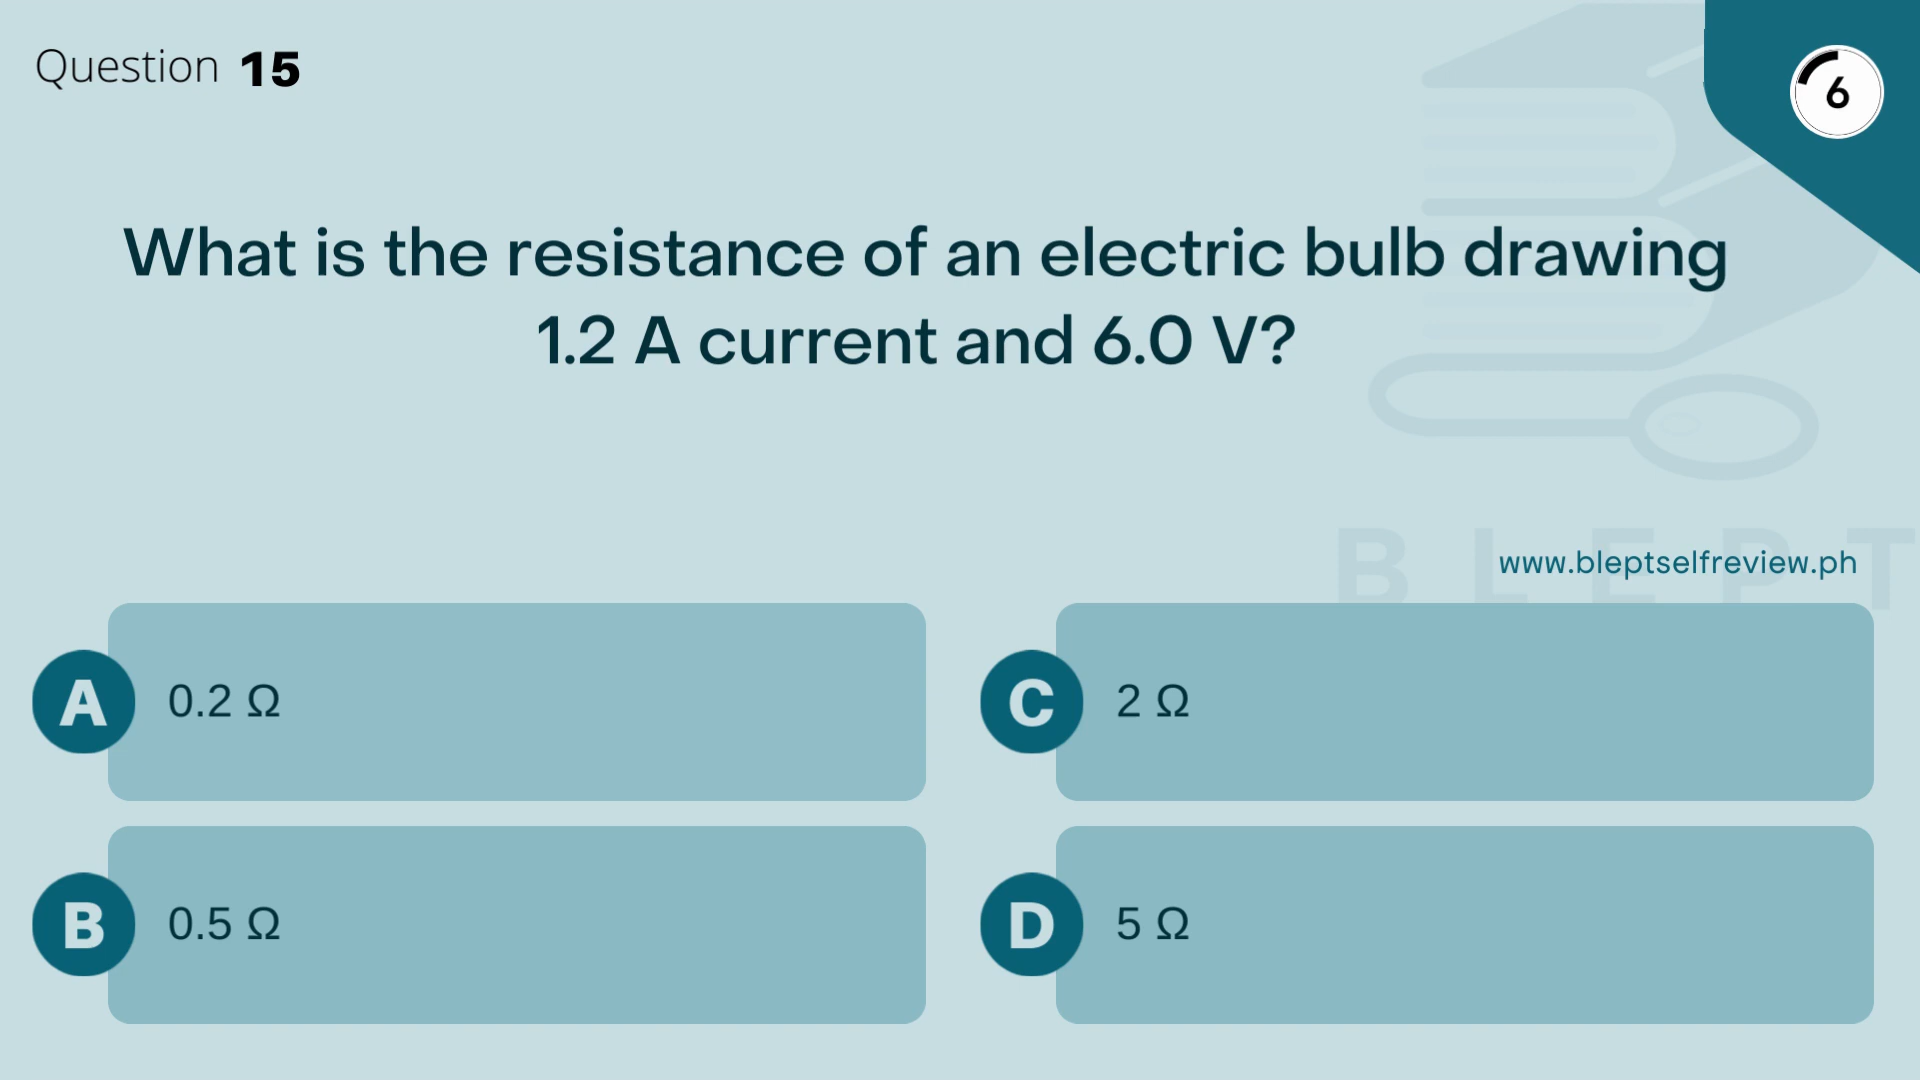 Question 15
6
What is the resistance of an electric bulb drawing
1.2 A current and 6.0 V?
BLEPT
www.bleptselfreview.ph
A 0.2 Ω
C 2 Ω
B 0.5 Ω
D 5 Ω